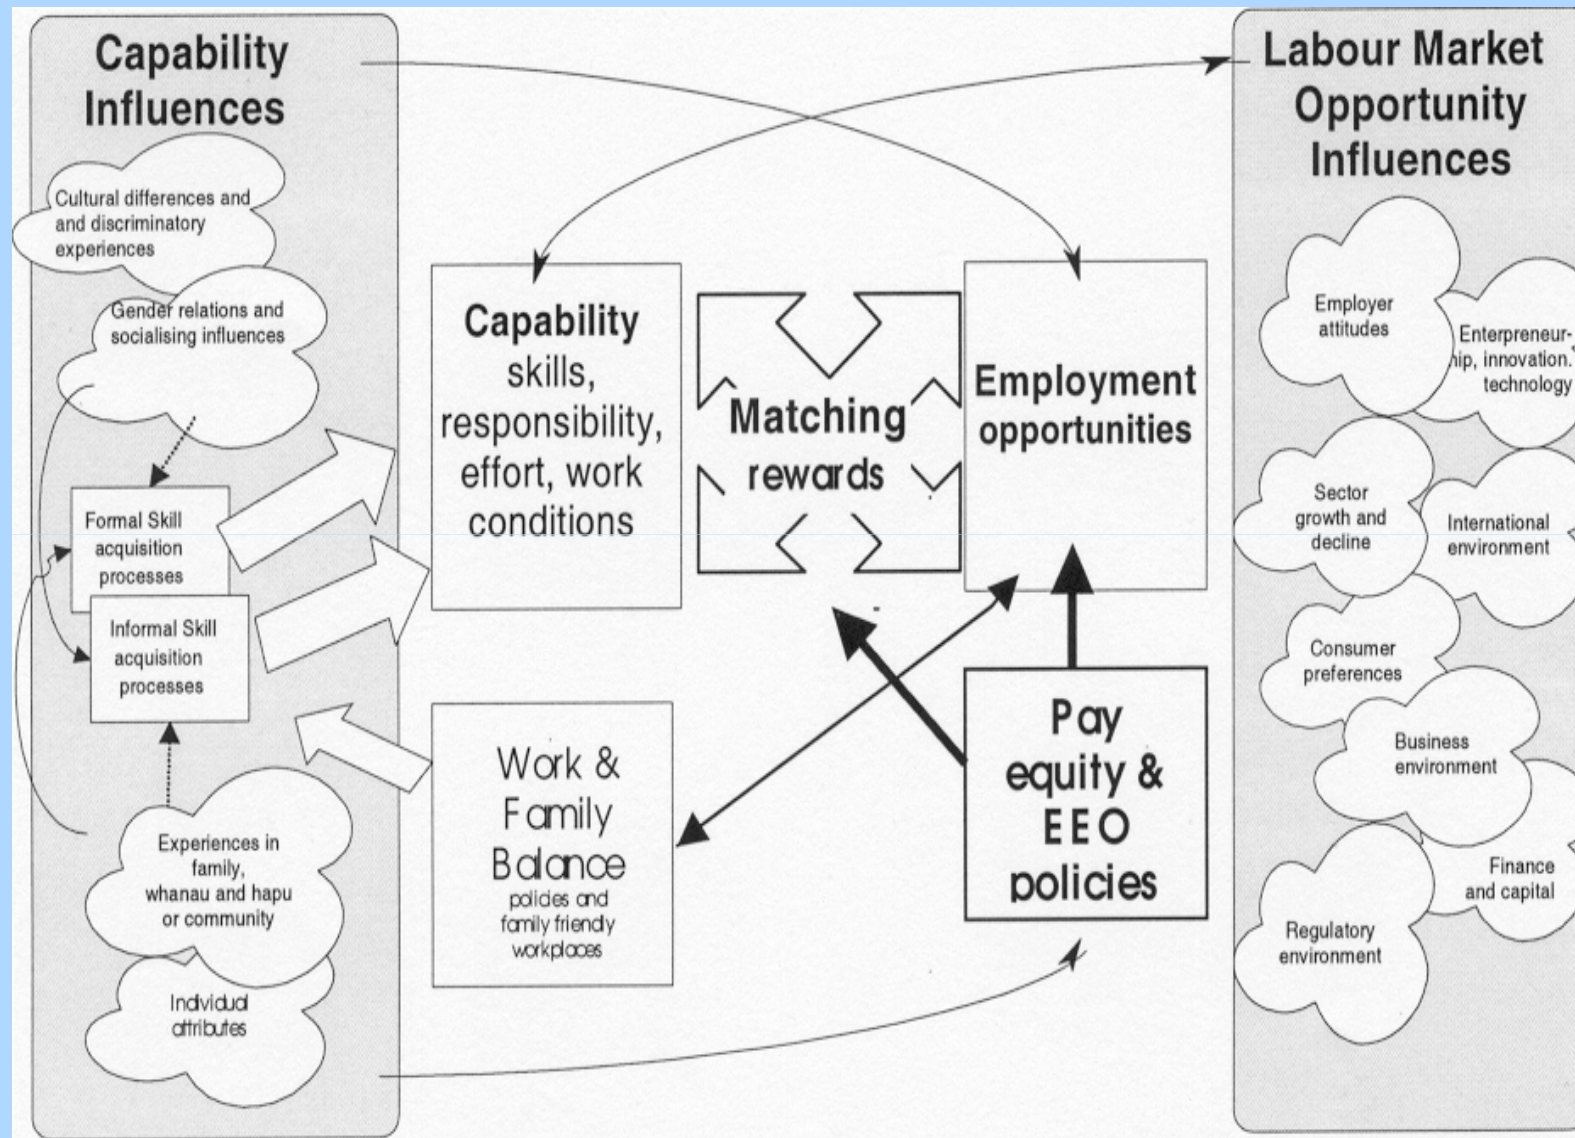 Capability
Influences
Cultural differences and
and discriminatory
experiences
Gender relations and
socialising influences
Formal Skill
acquisition
processes
Informal Skill
acquisition
processes
Experiences in
family,
whanau and hapu
or community
Individual
attributes
Capability
skills,
responsibility,
effort, work
conditions
Work &
Family
Balance
policies and
family friendly
workplaces
Matching
rewards
Employment
opportunities
Pay
equity &
EEO
policies
Labour Market
Opportunity
Influences
Employer
attitudes
Enterpreneur-
hip, innovation.
technology
Sector
growth and
decline
International
environment
Consumer
preferences
Business
environment
Finance
and capital
Regulatory
environment